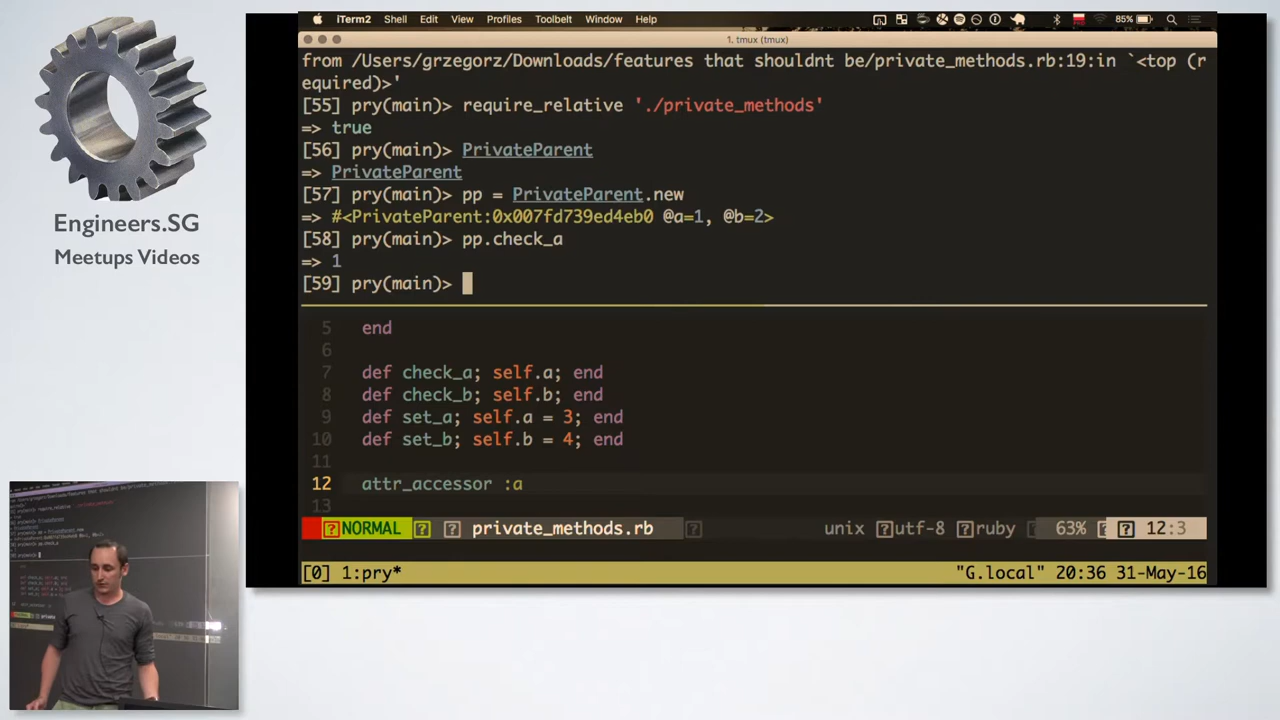 iTerm2 Shell Edit View Profiles Toolbelt Window Help 85%
1. tmux (tmux)
from /Users/grzegorz/Downloads/features that shouldnt be/private_methods.rb:19:in `<top (r
equired)>'
[55] pry(main)> require_relative './private_methods'
=> true
[56] pry(main)> PrivateParent
=> PrivateParent
[57] pry(main)> pp = PrivateParent.new
=> #<PrivateParent:0x007fd739ed4eb0 @a=1, @b=2>
[58] pry(main)> pp.check_a
=> 1
[59] pry(main)>
5 end
6
7 def check_a; self.a; end
8 def check_b; self.b; end
9 def set_a; self.a = 3; end
10 def set_b; self.b = 4; end
11
12 attr_accessor :a
13
NORMAL private_methods.rb unix utf-8 ruby 63% 12:3
[0] 1:pry* "G.local" 20:36 31-May-16
Engineers.SG
Meetups Videos